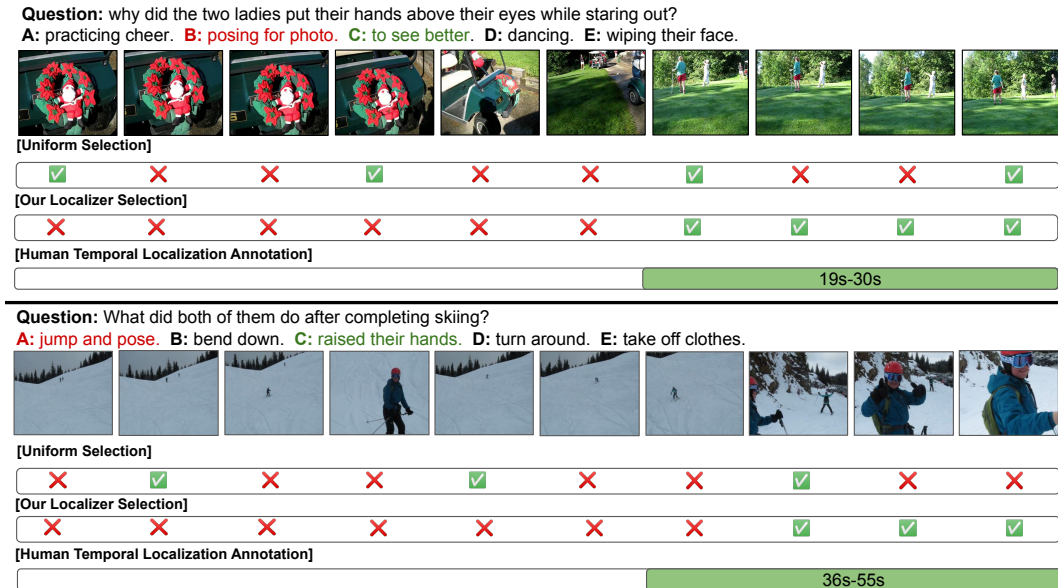 Question: why did the two ladies put their hands above their eyes while staring out?
A: practicing cheer. B: posing for photo. C: to see better. D: dancing. E: wiping their face.
[Uniform Selection]
[Our Localizer Selection]
[Human Temporal Localization Annotation]
19s-30s
Question: What did both of them do after completing skiing?
A: jump and pose. B: bend down. C: raised their hands. D: turn around. E: take off clothes.
[Uniform Selection]
[Our Localizer Selection]
[Human Temporal Localization Annotation]
36s-55s